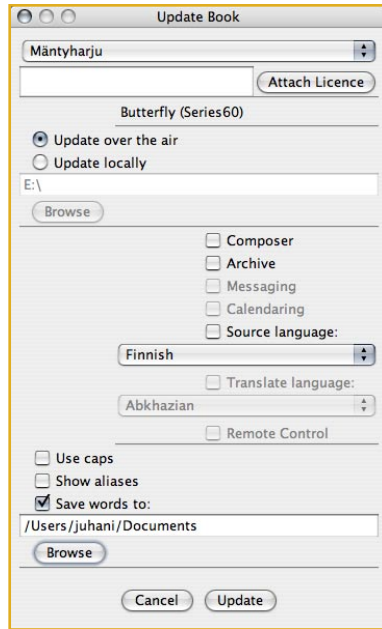 Update Book
Mäntyharju
Attach Licence
Butterfly (Series60)
Update over the air
Update locally
E:\
Browse
Composer
Archive
Messaging
Calendaring
Source language:
Finnish
Translate language:
Abkhazian
Remote Control
Use caps
Show aliases
Save words to:
/Users/juhani/Documents
Browse
Cancel Update